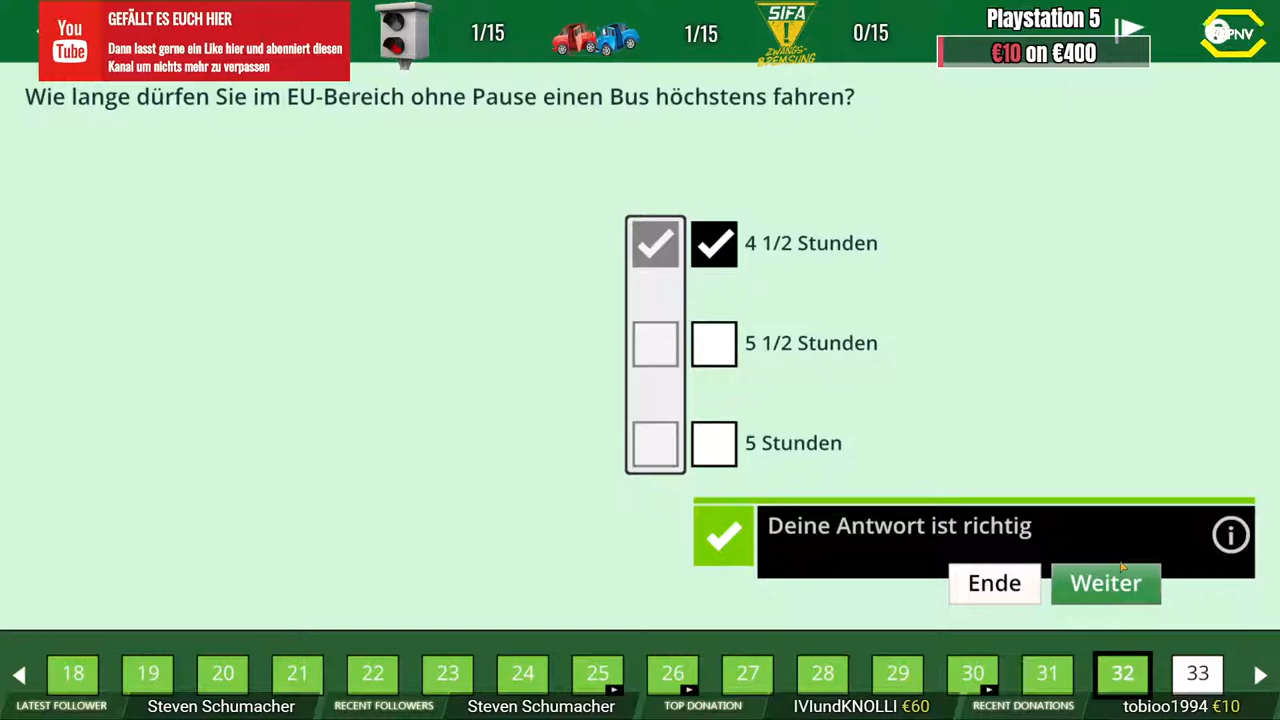 You
Tube
GEFÄLLT ES EUCH HIER
Dann lasst gerne ein Like hier und abonniert diesen
Kanal um nichts mehr zu verpassen
1/15
1/15
SIFA
ZWANGS-
BREMSUNG
0/15
Playstation 5
€10 on €400
ÖPNV
Wie lange dürfen Sie im EU-Bereich ohne Pause einen Bus höchstens fahren?
4 1/2 Stunden
5 1/2 Stunden
5 Stunden
Deine Antwort ist richtig
Ende
Weiter
18 19 20 21 22 23 24 25 26 27 28 29 30 31 32 33
LATEST FOLLOWER Steven Schumacher RECENT FOLLOWERS Steven Schumacher TOP DONATION IVIundKNOLLI €60 RECENT DONATIONS tobioo1994 €10